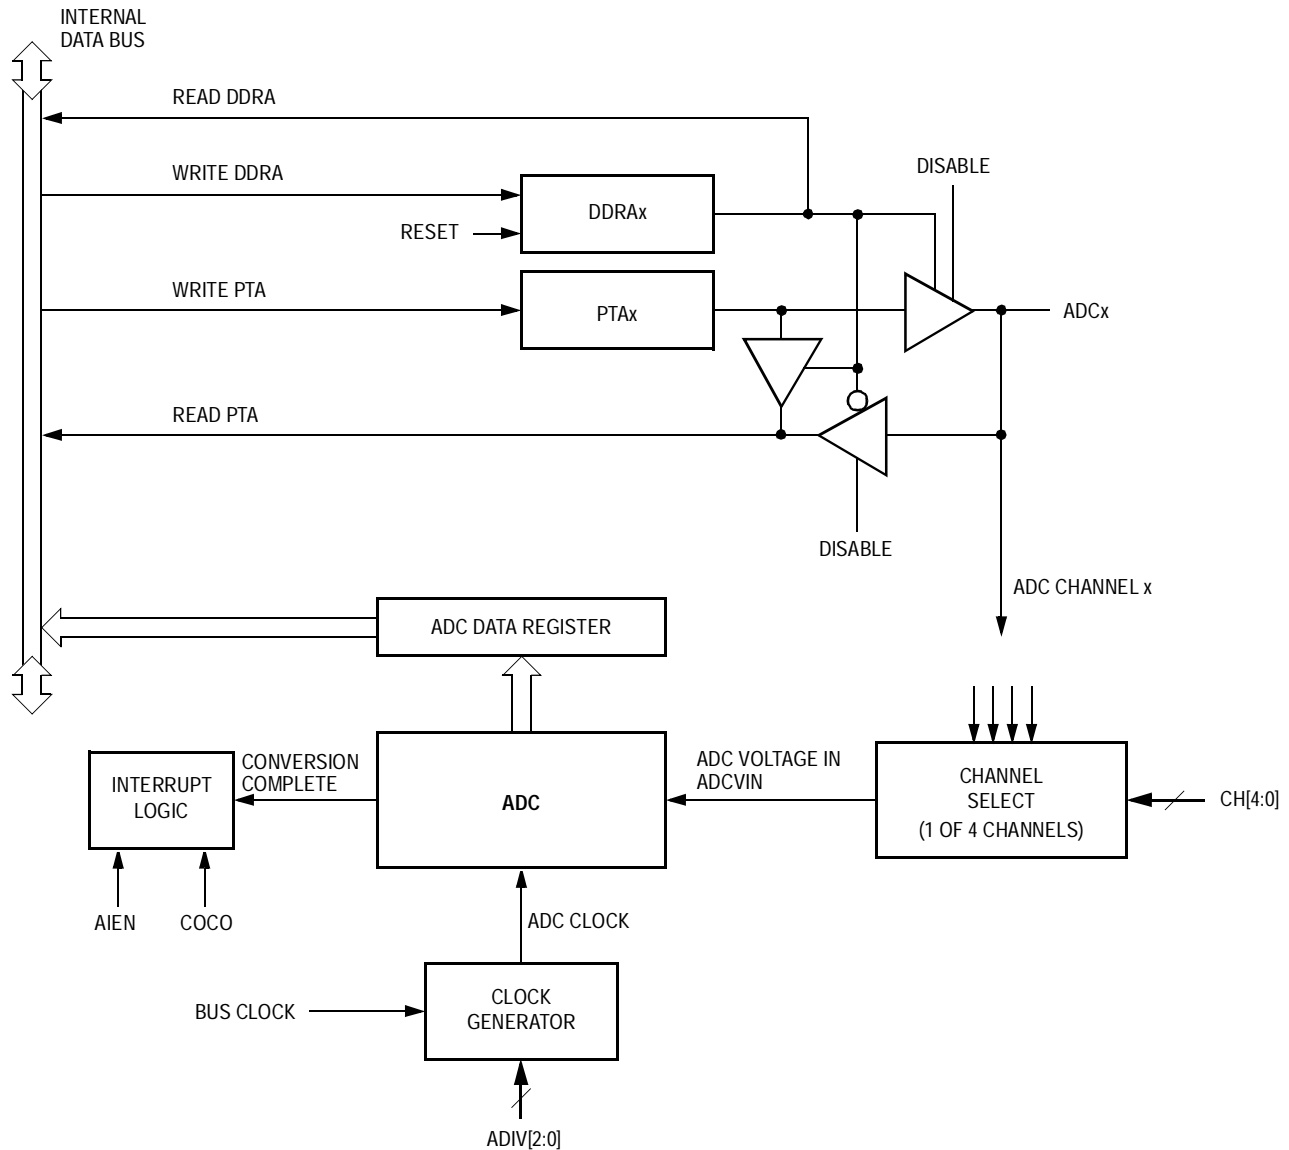 INTERNAL
DATA BUS
READ DDRA
WRITE DDRA
DISABLE
DDRAx
RESET
WRITE PTA
PTAx
ADCx
READ PTA
DISABLE
ADC CHANNEL x
ADC DATA REGISTER
INTERRUPT
LOGIC
CONVERSION
COMPLETE
ADC
ADC VOLTAGE IN
ADCVIN
CHANNEL
SELECT
(1 OF 4 CHANNELS)
CH[4:0]
AIEN
COCO
ADC CLOCK
BUS CLOCK
CLOCK
GENERATOR
ADIV[2:0]